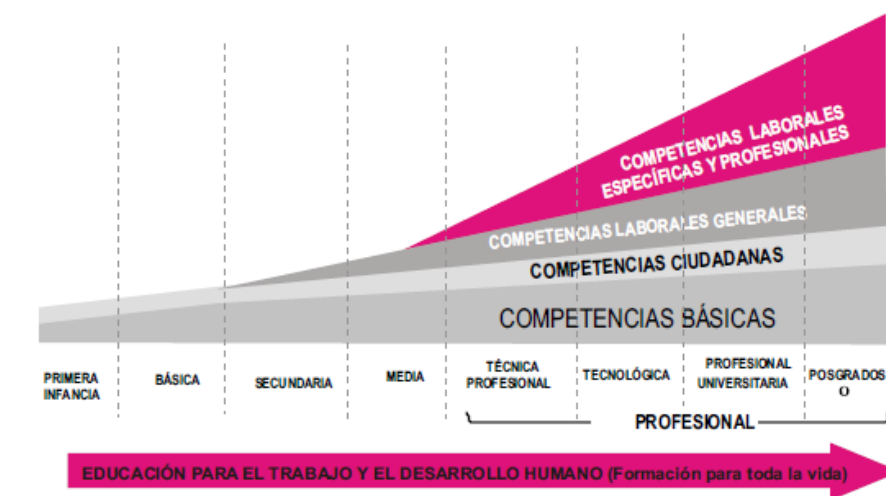 COMPETENCIAS LABORALES
ESPECÍFICAS Y PROFESIONALES
COMPETENCIAS LABORALES GENERALES
COMPETENCIAS CIUDADANAS
COMPETENCIAS BÁSICAS
PRIMERA
INFANCIA
BÁSICA
SECUNDARIA
MEDIA
TÉCNICA
PROFESIONAL
TECNOLÓGICA
PROFESIONAL
UNIVERSITARIA
POSGRADOS
O
PROFESIONAL
EDUCACIÓN PARA EL TRABAJO Y EL DESARROLLO HUMANO (Formación para toda la vida)